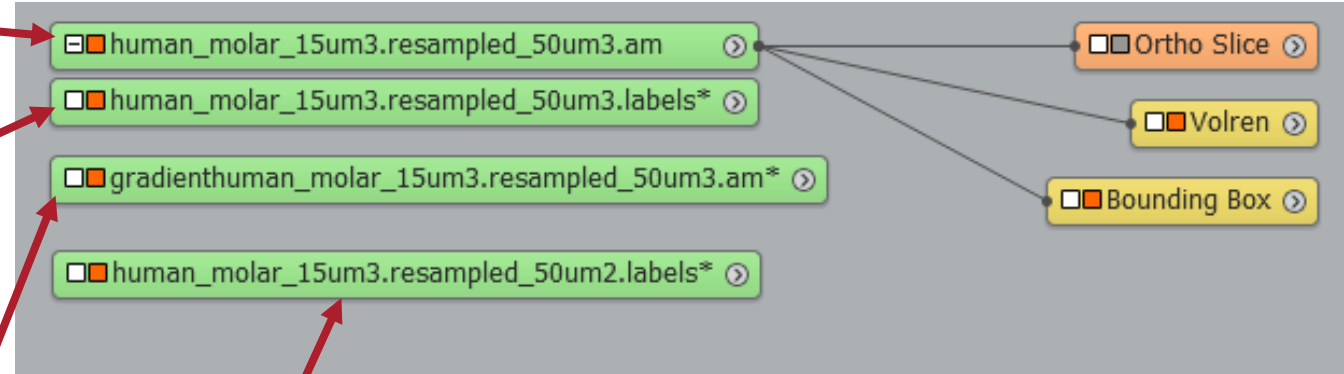 human_molar_15um3.resampled_50um3.am
Ortho Slice
human_molar_15um3.resampled_50um3.labels*
Volren
gradienthuman_molar_15um3.resampled_50um3.am*
Bounding Box
human_molar_15um3.resampled_50um2.labels*